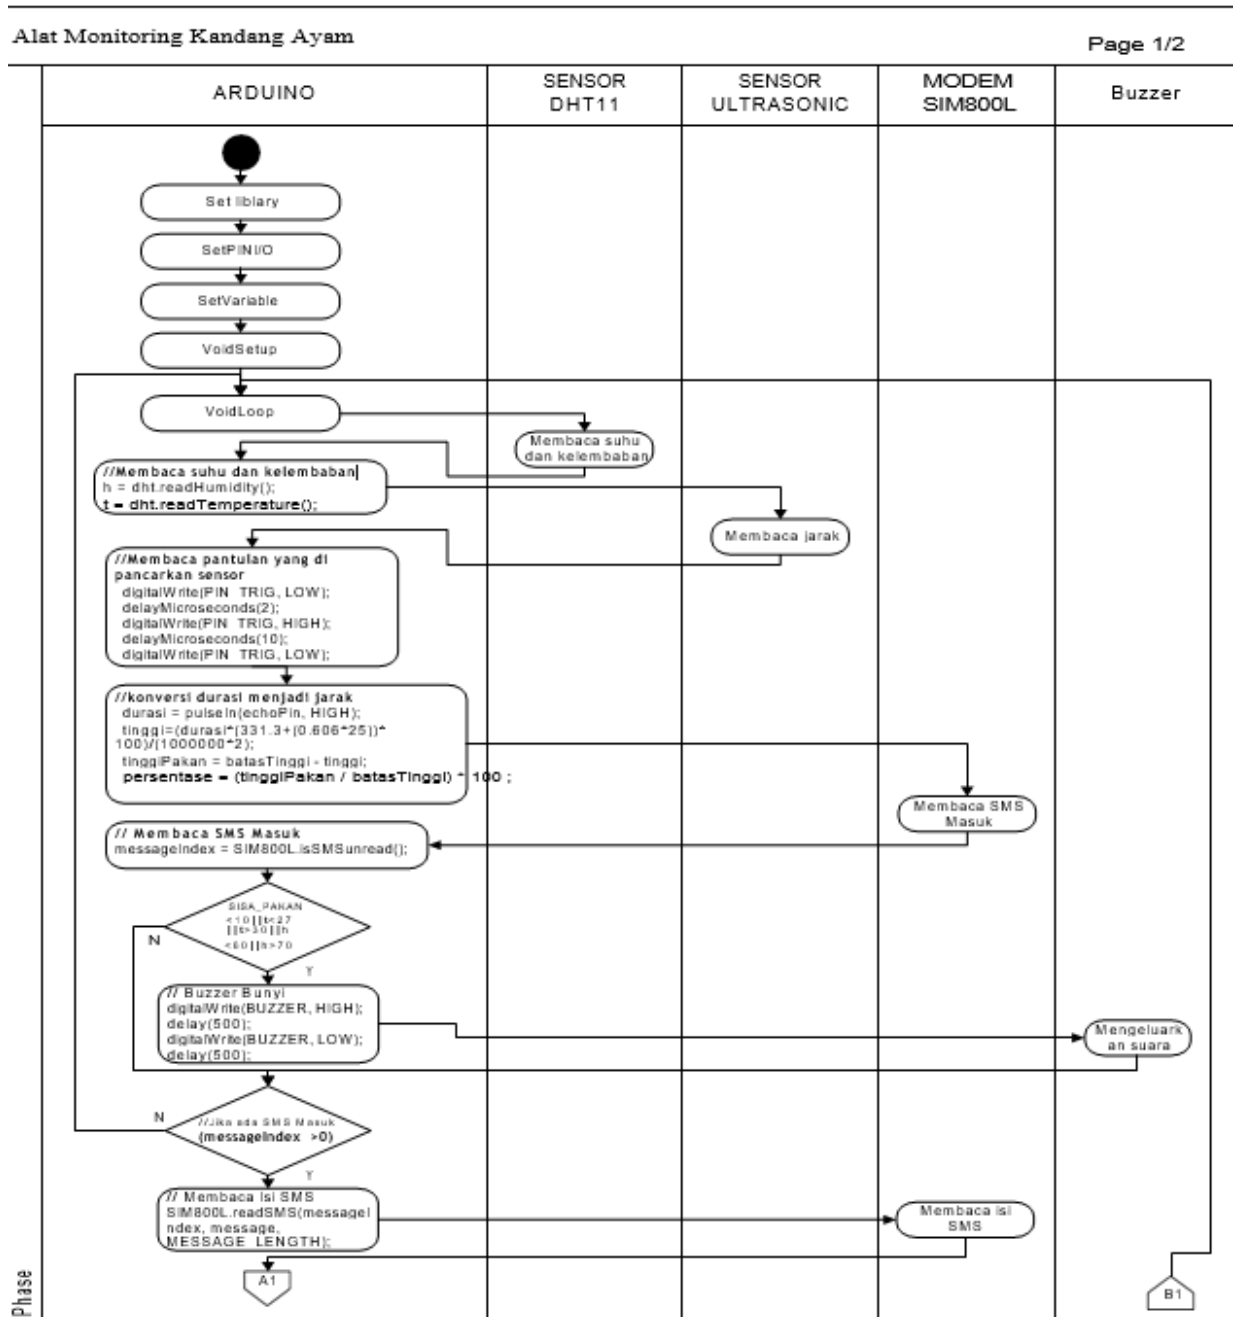 Alat Monitoring Kandang Ayam
Page 1/2
ARDUINO
SENSOR
DHT11
SENSOR
ULTRASONIC
MODEM
SIM800L
Buzzer
Set liblary
SetPINI/O
SetVariable
VoidSetup
VoidLoop
Membaca suhu
dan kelembaban
//Membaca suhu dan kelembaban
h = dht.readHumidity();
t = dht.readTemperature();
Membaca jarak
//Membaca pantulan yang di
pancarkan sensor
digitalWrite(PIN TRIG, LOW);
delayMicroseconds(2);
digitalWrite(PIN TRIG, HIGH);
delayMicroseconds(10);
digitalWrite(PIN TRIG, LOW);
//konversi durasi menjadi jarak
durasi = pulseIn(echoPin, HIGH);
tinggi=(durasi*(331.3+(0.606*25))*
100)/(1000000*2);
tinggiPakan = batasTinggi - tinggi;
persentase = (tinggiPakan / batasTinggi) * 100 ;
Membaca SMS
Masuk
// Membaca SMS Masuk
messageIndex = SIM800L.isSMSunread();
SISA_PAKAN
<10||t<27
||t>30||h
<60||h>70
N
Y
// Buzzer Bunyi
digitalWrite(BUZZER, HIGH);
delay(500);
digitalWrite(BUZZER, LOW);
delay(500);
Mengeluark
an suara
N
//Jika ada SMS Masuk
(messageIndex >0)
Y
// Membaca Isi SMS
SIM800L.readSMS(messageI
ndex, message,
MESSAGE LENGTH);
Membaca isi
SMS
A1
B1
Phase